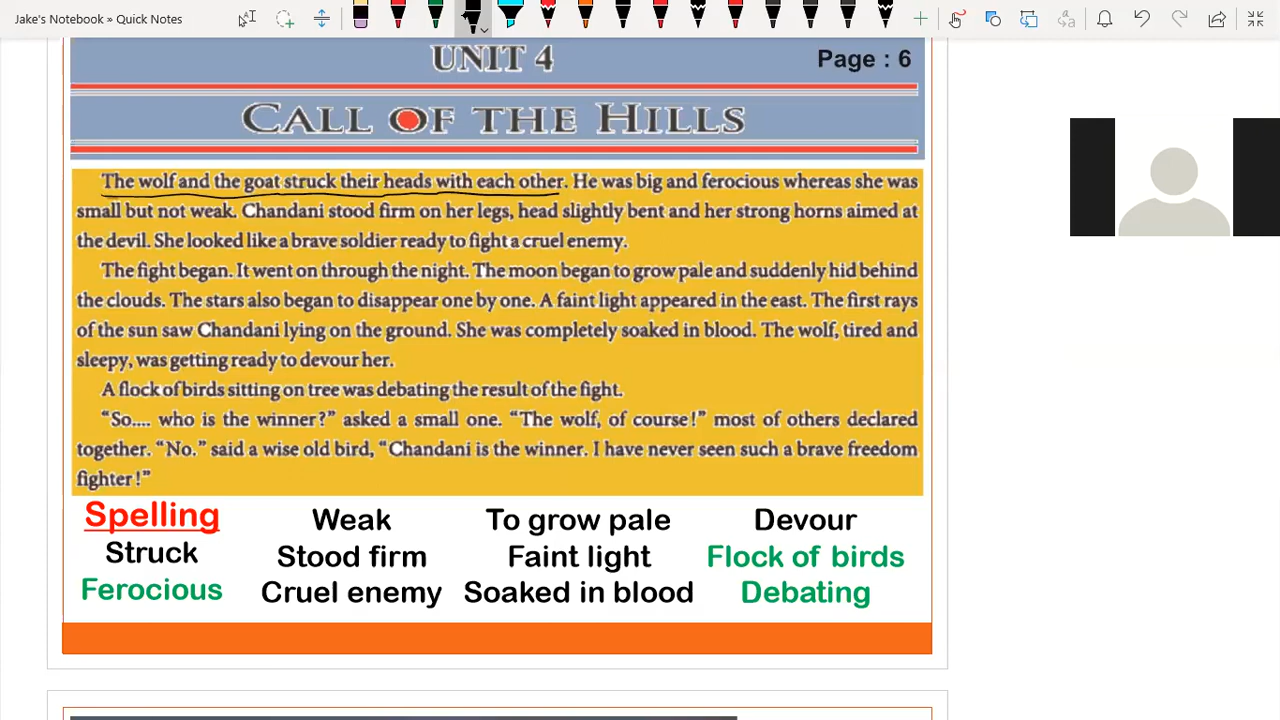 Jake's Notebook » Quick Notes
UNIT 4
Page : 6
CALL OF THE HILLS
The wolf and the goat struck their heads with each other. He was big and ferocious whereas she was
small but not weak. Chandani stood firm on her legs, head slightly bent and her strong horns aimed at
the devil. She looked like a brave soldier ready to fight a cruel enemy.
The fight began. It went on through the night. The moon began to grow pale and suddenly hid behind
the clouds. The stars also began to disappear one by one. A faint light appeared in the east. The first rays
of the sun saw Chandani lying on the ground. She was completely soaked in blood. The wolf, tired and
sleepy, was getting ready to devour her.
A flock of birds sitting on tree was debating the result of the fight.
“So.... who is the winner?” asked a small one. “The wolf, of course!” most of others declared
together. “No.” said a wise old bird, “Chandani is the winner. I have never seen such a brave freedom
fighter !”
Spelling Weak To grow pale Devour
Struck Stood firm Faint light Flock of birds
Ferocious Cruel enemy Soaked in blood Debating